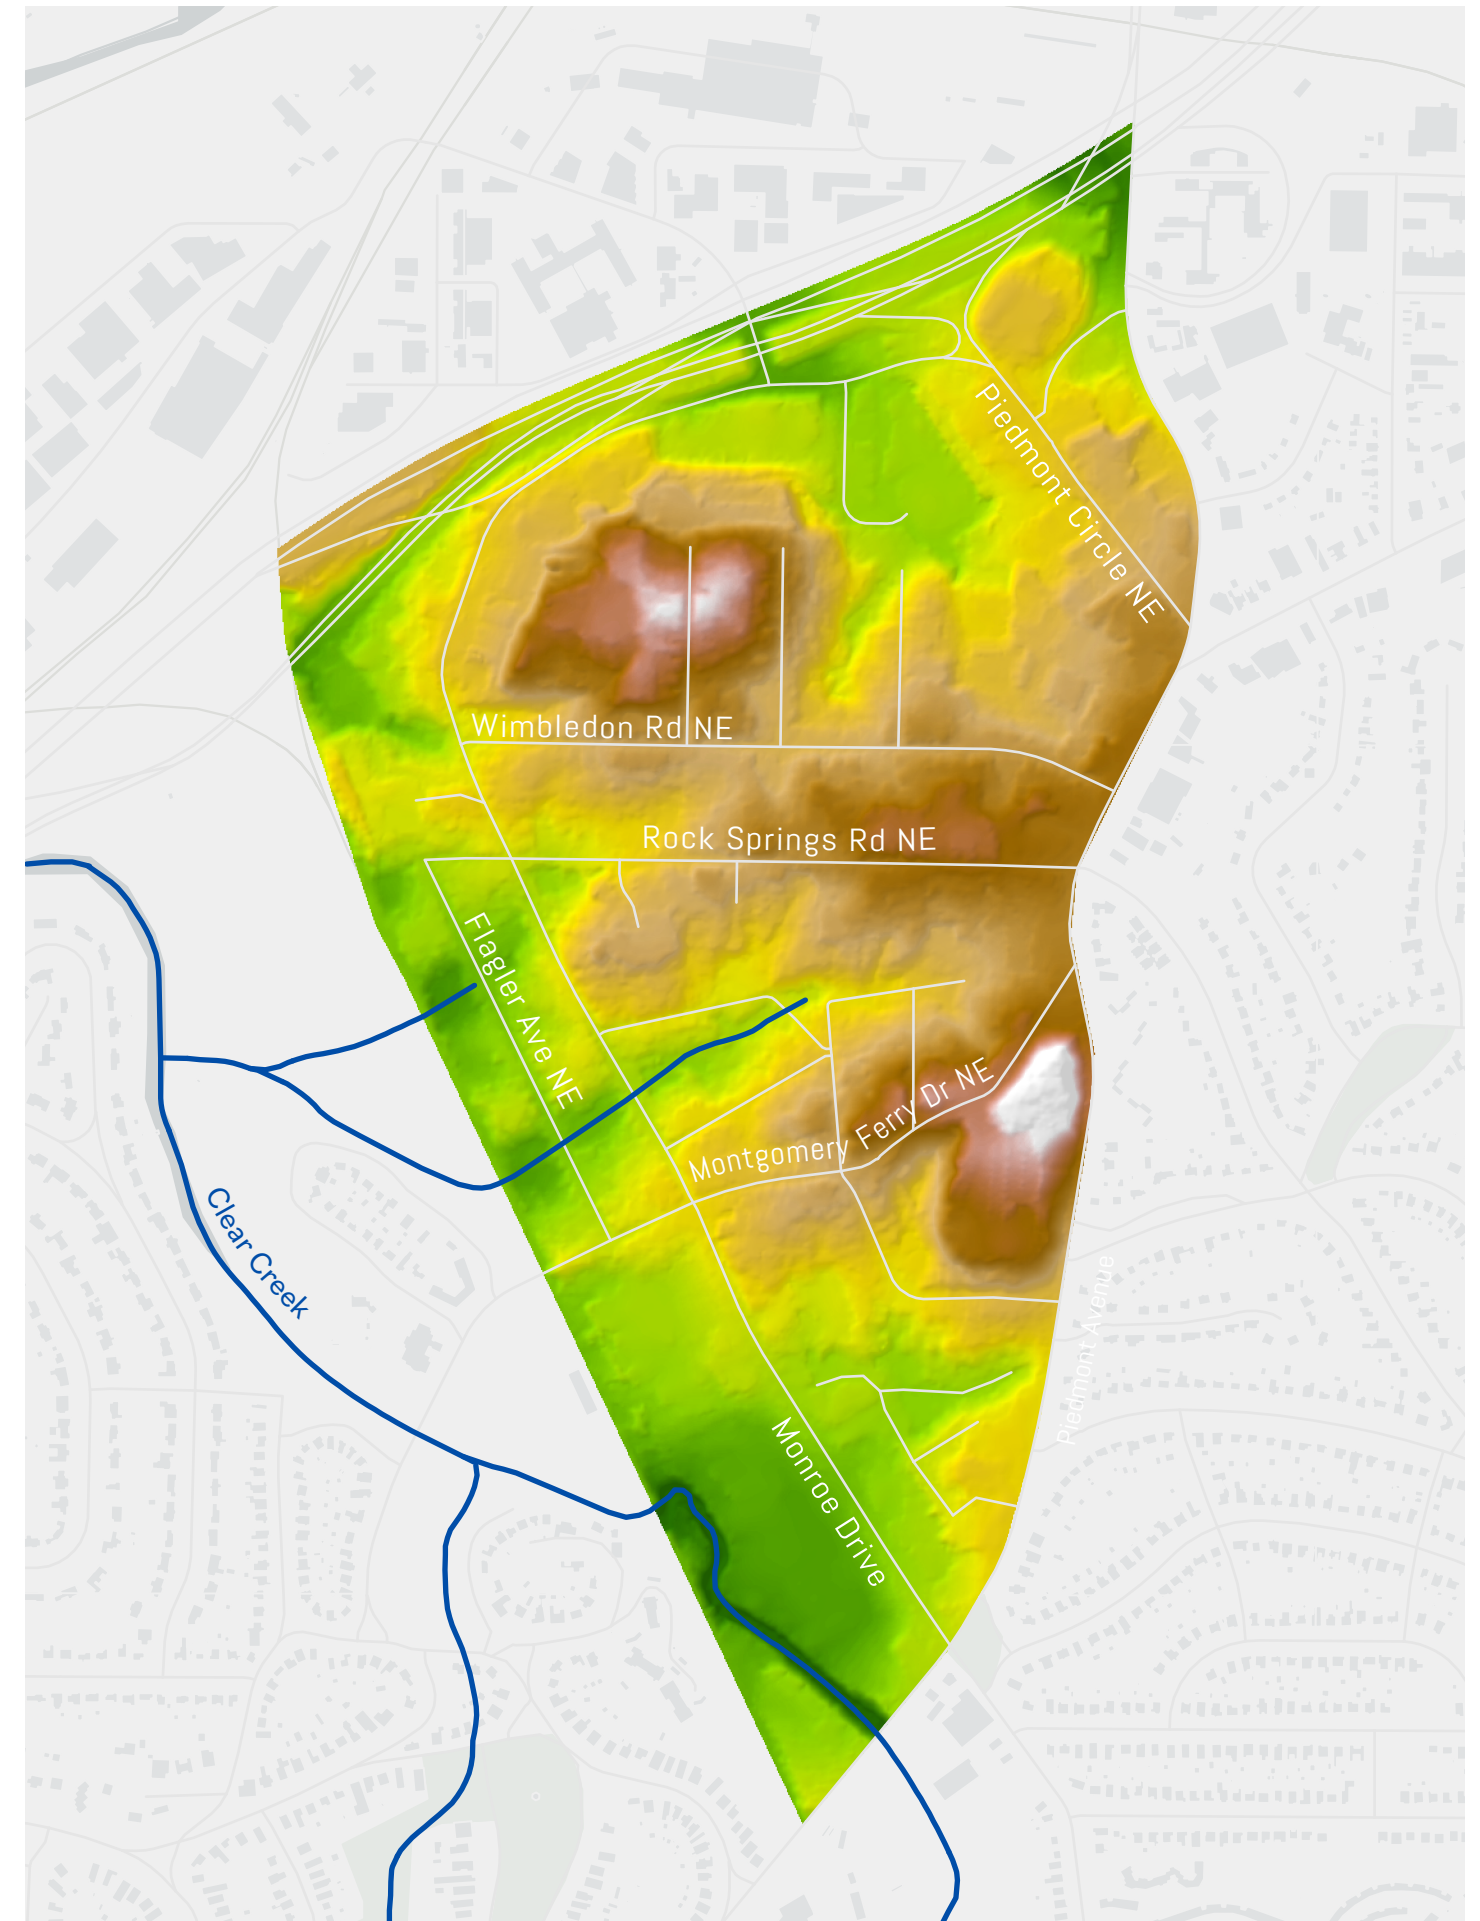 Piedmont Circle NE
Wimbledon Rd NE
Rock Springs Rd NE
Flagler Ave NE
Montgomery Ferry Dr NE
Clear Creek
Piedmont Avenue
Monroe Drive